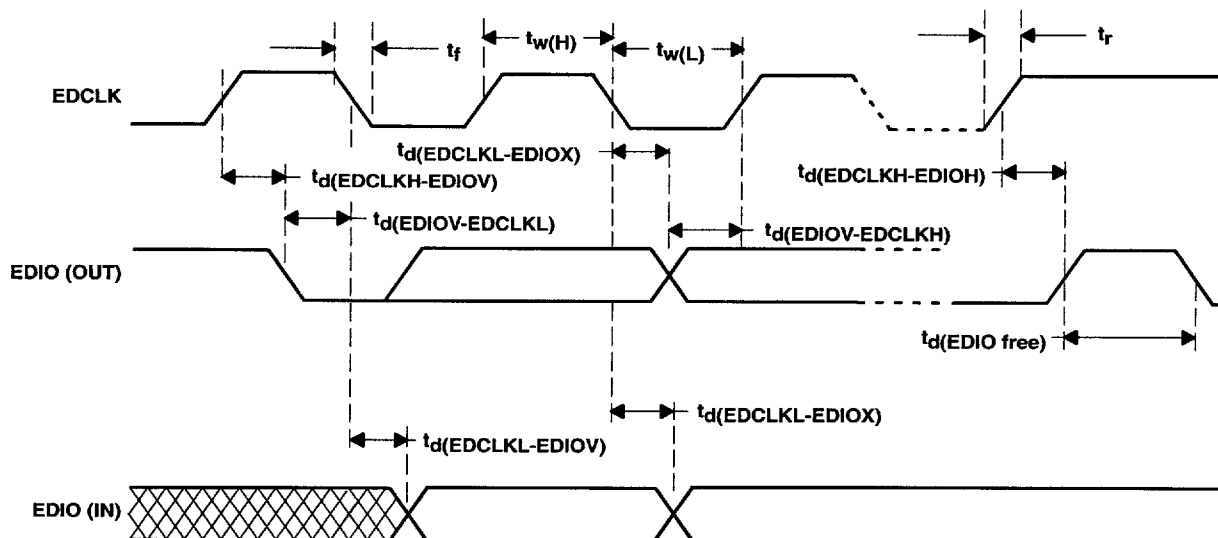 tf
tw(H)
tw(L)
tr
EDCLK
td(EDCLKL-EDIOX)
td(EDCLKH-EDIOV)
td(EDCLKH-EDIOH)
td(EDIOV-EDCLKL)
td(EDIOV-EDCLKH)
EDIO (OUT)
td(EDIO free)
td(EDCLKL-EDIOX)
td(EDCLKL-EDIOV)
EDIO (IN)